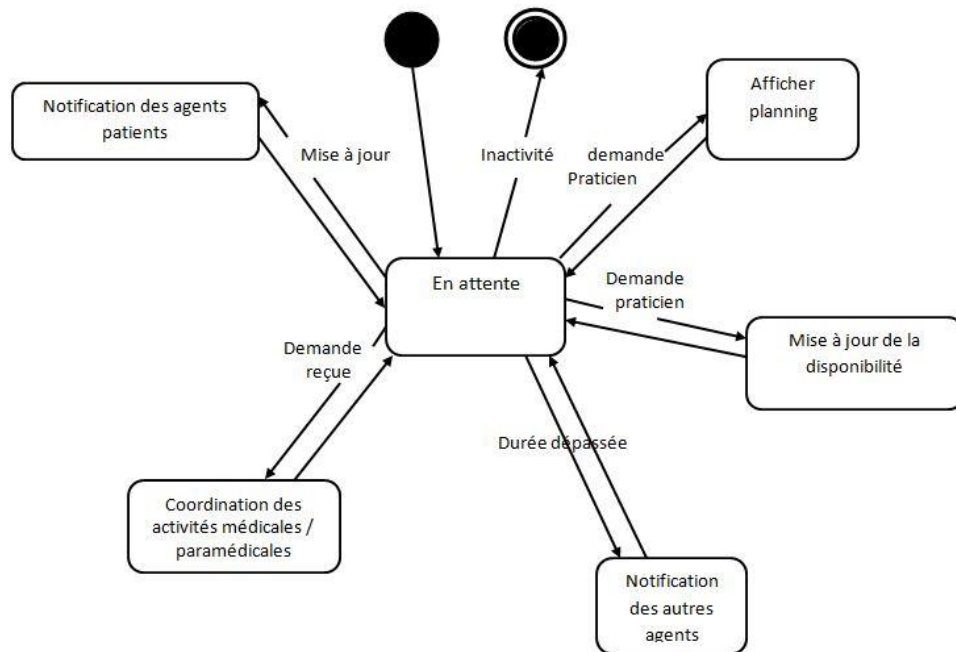 Afficher
planning
Notification des agents
patients
Mise à jour
Inactivité
demande
Praticien
En attente
Demande
praticien
Mise à jour de la
disponibilité
Demande
reçue
Durée dépassée
Coordination des
activités médicales /
paramédicales
Notification
des autres
agents